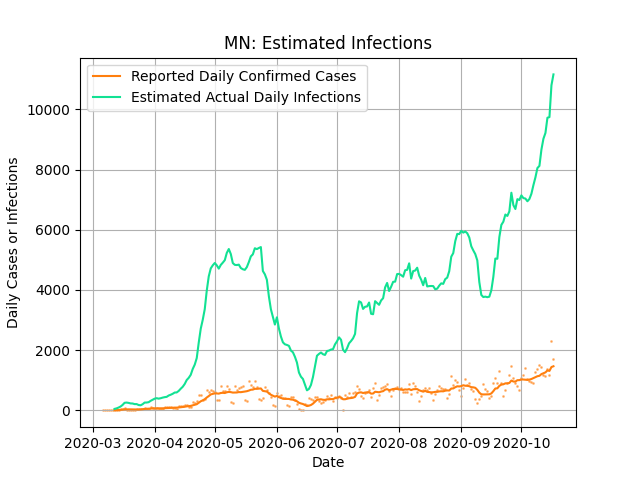 MN: Estimated Infections
Reported Daily Confirmed Cases
Estimated Actual Daily Infections
Daily Cases or Infections
10000
8000
6000
4000
2000
0
2020-03 2020-04 2020-05 2020-06 2020-07 2020-08 2020-09 2020-10
Date